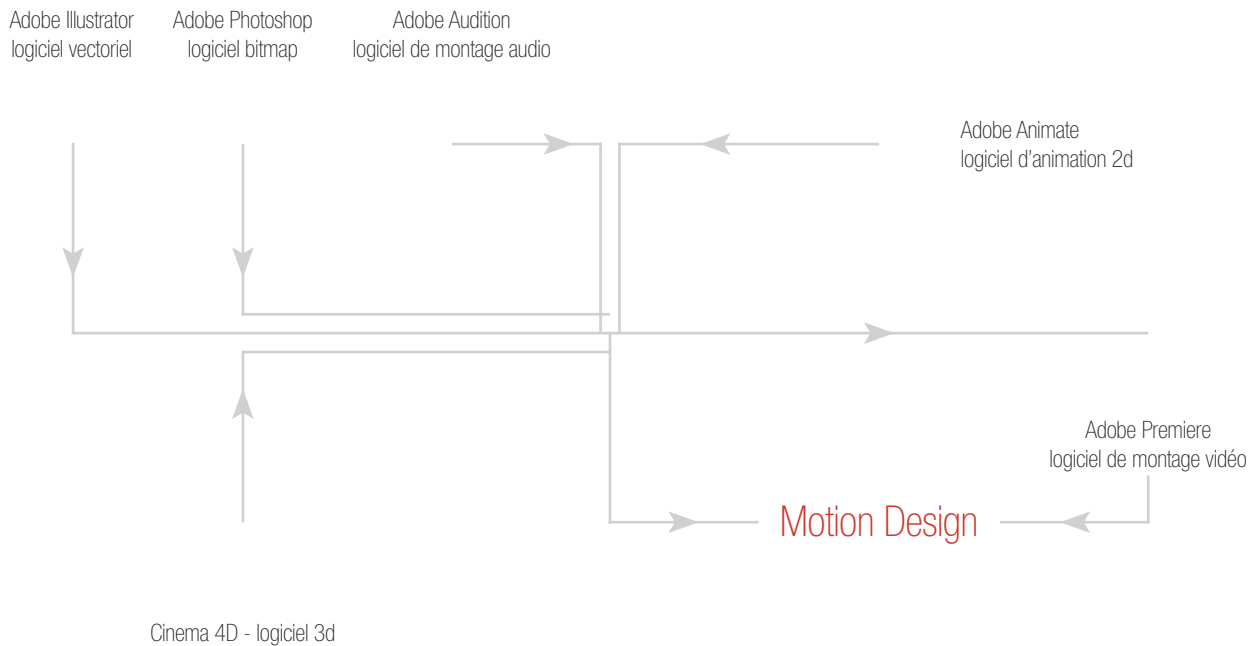 Adobe Illustrator
logiciel vectoriel
Adobe Photoshop
logiciel bitmap
Adobe Audition
logiciel de montage audio
Adobe Animate
logiciel d'animation 2d
Adobe Premiere
logiciel de montage vidéo
Motion Design
Cinema 4D - logiciel 3d